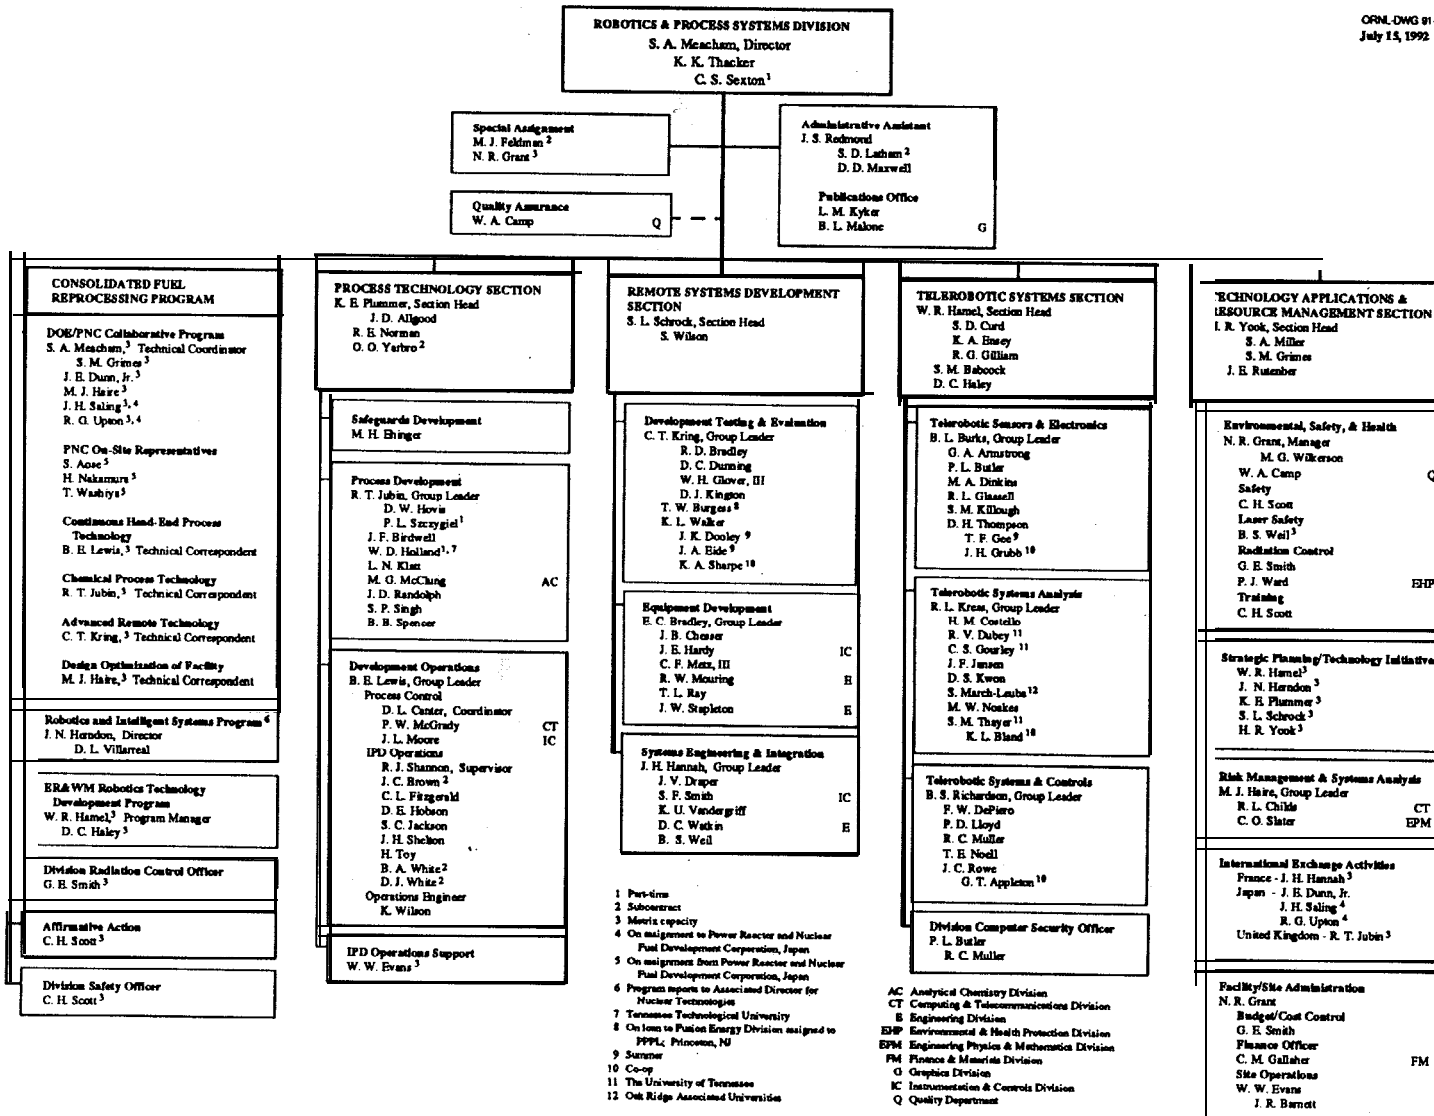 ORNL-DWG 91-
July 15, 1992
ROBOTICS & PROCESS SYSTEMS DIVISION
S. A. Meacham, Director
K. K. Thacker
C. S. Sexton 1
Special Assignment
M. J. Feldman 2
N. R. Grant 3
Administrative Assistant
J. S. Redmond
S. D. Latham 2
D. D. Maxwell
Publications Office
L. M. Kyker
B. L. Malone G
Quality Assurance
W. A. Camp Q
CONSOLIDATED FUEL
REPROCESSING PROGRAM
DOE/PNC Collaborative Program
S. A. Meacham, 3 Technical Coordinator
S. M. Grimes 3
J. E. Dunn, Jr. 3
M. J. Haire 3
J. H. Saling 3, 4
R. G. Upton 3, 4
PNC On-Site Representatives
S. Aose 5
H. Nakamura 5
T. Washiya 5
Continuous Head-End Process
Technology
B. E. Lewis, 3 Technical Correspondent
Chemical Process Technology
R. T. Jubin, 3 Technical Correspondent
Advanced Remote Technology
C. T. Kring, 3 Technical Correspondent
Design Optimization of Facility
M. J. Haire, 3 Technical Correspondent
Robotics and Intelligent Systems Program 6
J. N. Herndon, Director
D. L. Villarreal
ER&WM Robotics Technology
Development Program
W. R. Hamel, 3 Program Manager
D. C. Haley 3
Division Radiation Control Officer
G. E. Smith 3
Affirmative Action
C. H. Scott 3
Division Safety Officer
C. H. Scott 3
PROCESS TECHNOLOGY SECTION
K. E. Plummer, Section Head
J. D. Allgood
R. E. Norman
O. O. Yarbro 2
Safeguards Development
M. H. Ehinger
Process Development
R. T. Jubin, Group Leader
D. W. Hovis
P. L. Szczygiel 1
J. F. Birdwell
W. D. Holland 1, 7
L. N. Klatt
M. G. McClung AC
J. D. Randolph
S. P. Singh
B. B. Spencer
Development Operations
B. E. Lewis, Group Leader
Process Control
D. L. Canter, Coordinator
P. W. McGrady CT
J. L. Moore IC
IPD Operations
R. J. Shannon, Supervisor
J. C. Brown 2
C. L. Fitzgerald
D. E. Hobson
S. C. Jackson
J. H. Shelton
H. Toy
B. A. White 2
D. J. White 2
Operations Engineer
K. Wilson
IPD Operations Support
W. W. Evans 3
REMOTE SYSTEMS DEVELOPMENT
SECTION
S. L. Schrock, Section Head
S. Wilson
Development Testing & Evaluation
C. T. Kring, Group Leader
R. D. Bradley
D. C. Dunning
W. H. Glover, III
D. J. Kington
T. W. Burgess 8
K. L. Walker
J. K. Dooley 9
J. A. Eide 9
K. A. Sharpe 10
Equipment Development
E. C. Bradley, Group Leader
J. B. Chesser
J. E. Hardy IC
C. F. Metz, III
R. W. Mouring E
T. L. Ray
J. W. Stapleton E
Systems Engineering & Integration
J. H. Hannah, Group Leader
J. V. Draper
S. F. Smith IC
K. U. Vandergriff
D. C. Watkin E
B. S. Weil
1 Part-time
2 Subcontract
3 Matrix capacity
4 On assignment to Power Reactor and Nuclear
Fuel Development Corporation, Japan
5 On assignment from Power Reactor and Nuclear
Fuel Development Corporation, Japan
6 Program reports to Associated Director for
Nuclear Technologies
7 Tennessee Technological University
8 On loan to Fusion Energy Division assigned to
PPPL; Princeton, NJ
9 Summer
10 Co-op
11 The University of Tennessee
12 Oak Ridge Associated Universities
TELEROBOTIC SYSTEMS SECTION
W. R. Hamel, Section Head
S. D. Curd
K. A. Ensey
R. G. Gilliam
S. M. Babcock
D. C. Haley
Telerobotic Sensors & Electronics
B. L. Burks, Group Leader
G. A. Armstrong
P. L. Butler
M. A. Dinkins
R. L. Glassell
S. M. Killough
D. H. Thompson
T. F. Gee 9
J. H. Grubb 10
Telerobotic Systems Analysis
R. L. Kress, Group Leader
H. M. Costello
R. V. Dubey 11
C. S. Gourley 11
J. F. Jansen
D. S. Kwon
S. March-Leuba 12
M. W. Noakes
S. M. Thayer 11
K. L. Bland 10
Telerobotic Systems & Controls
B. S. Richardson, Group Leader
F. W. DePiero
P. D. Lloyd
R. C. Muller
T. E. Noell
J. C. Rowe
G. T. Appleton 10
Division Computer Security Officer
P. L. Butler
R. C. Muller
AC Analytical Chemistry Division
CT Computing & Telecommunications Division
E Engineering Division
EHP Environmental & Health Protection Division
EPM Engineering Physics & Mathematics Division
FM Finance & Materials Division
G Graphics Division
IC Instrumentation & Controls Division
Q Quality Department
ECHNOLOGY APPLICATIONS &
ESOURCE MANAGEMENT SECTION
. R. Yook, Section Head
S. A. Miller
S. M. Grimes
J. E. Rutenber
Environmental, Safety, & Health
N. R. Grant, Manager
M. G. Wilkerson
W. A. Camp Q
Safety
C. H. Scott
Laser Safety
B. S. Weil 3
Radiation Control
G. E. Smith
P. J. Ward EHP
Training
C. H. Scott
Strategic Planning/Technology Initiative
W. R. Hamel 3
J. N. Herndon 3
K. E. Plummer 3
S. L. Schrock 3
H. R. Yook 3
Risk Management & Systems Analysis
M. J. Haire, Group Leader
R. L. Childs CT
C. O. Slater EPM
International Exchange Activities
France - J. H. Hannah 3
Japan - J. E. Dunn, Jr.
J. H. Saling 4
R. G. Upton 4
United Kingdom - R. T. Jubin 3
Facility/Site Administration
N. R. Grant
Budget/Cost Control
G. E. Smith
Finance Officer
C. M. Gallaher FM
Site Operations
W. W. Evans
J. R. Barnett